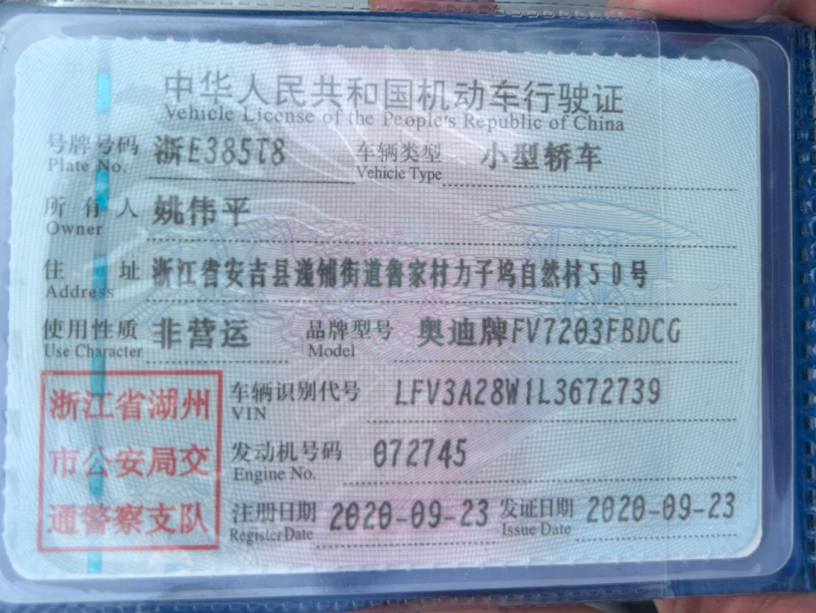 中华人民共和国机动车行驶证
Vehicle License of the People's Republic of China
号牌号码 浙E385T8 车辆类型 小型轿车
Plate No. Vehicle Type
所有人 姚伟平
Owner
住址 浙江省安吉县递铺街道鲁家村力子坞自然村50号
Address
使用性质 非营运 品牌型号 奥迪牌FV7203FBDCG
Use Character Model
浙江省湖州
市公安局交
通警察支队
车辆识别代号 LFV3A28W1L3672739
VIN
发动机号码 072745
Engine No.
注册日期 2020-09-23 发证日期 2020-09-23
Register Date Issue Date